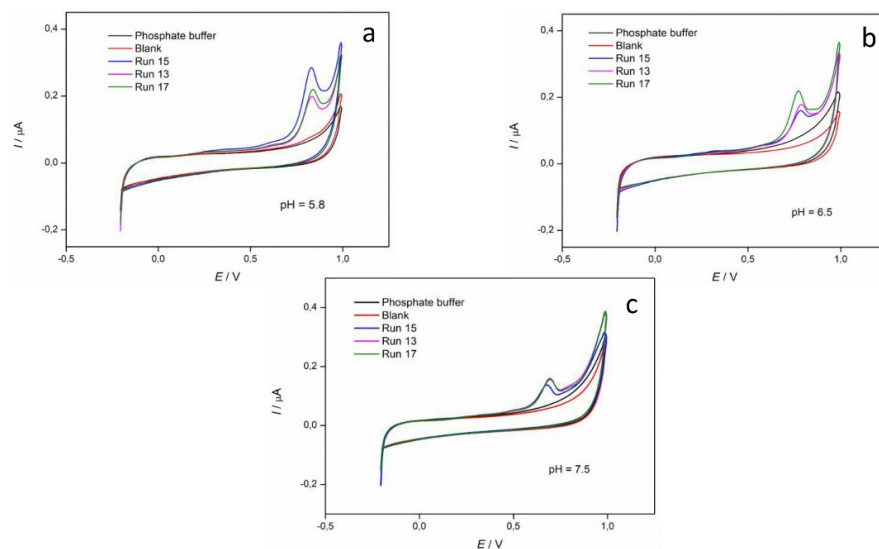 a
0,4
0,2
0,0
-0,2
I / µA
Phosphate buffer
Blank
Run 15
Run 13
Run 17
pH = 5.8
-0,5
0,0
0,5
1,0
E / V
b
0,4
0,2
0,0
-0,2
I / µA
Phosphate buffer
Blank
Run 15
Run 13
Run 17
pH = 6.5
-0,5
0,0
0,5
1,0
E / V
c
0,4
0,2
0,0
-0,2
I / µA
Phosphate buffer
Blank
Run 15
Run 13
Run 17
pH = 7.5
-0,5
0,0
0,5
1,0
E / V